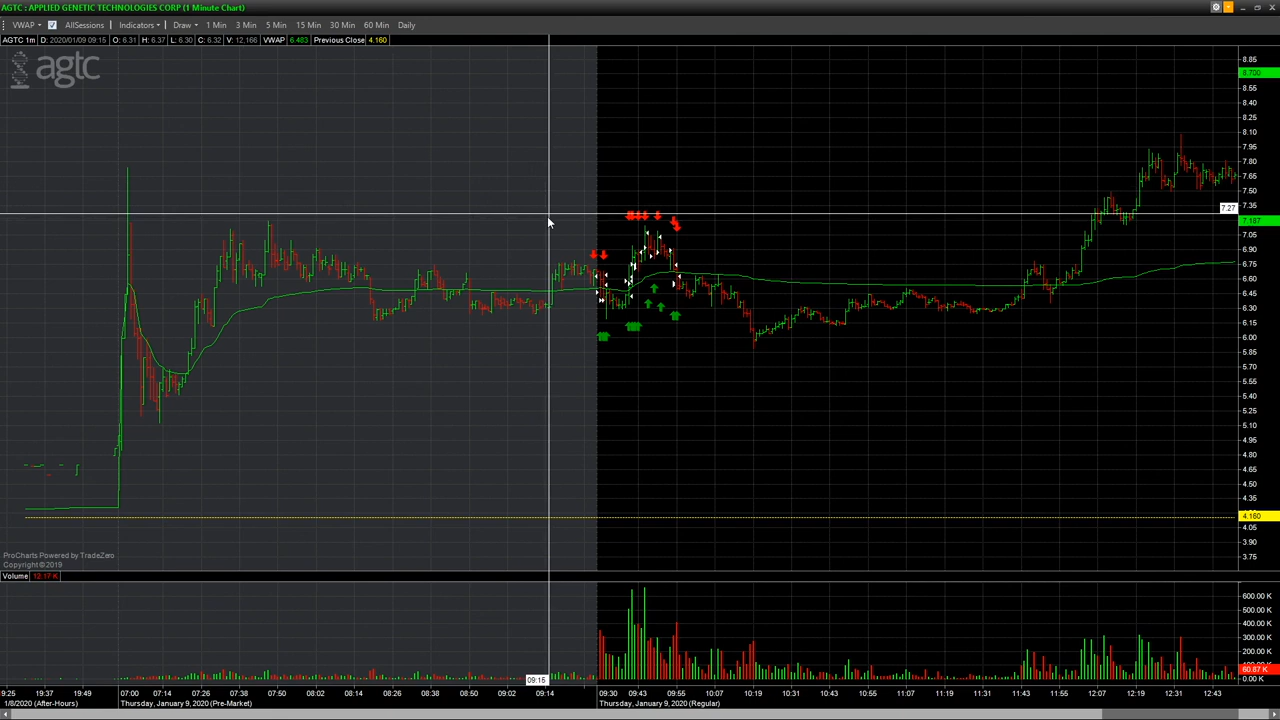 AGTC : APPLIED GENETIC TECHNOLOGIES CORP (1 Minute Chart)
VWAP AllSessions Indicators Draw 1 Min 3 Min 5 Min 15 Min 30 Min 60 Min Daily
AGTC 1m D: 2020/01/09 09:15 O: 6.31 H: 6.37 L: 6.30 C: 6.32 V: 12,166 VWAP 6.483 Previous Close 4.160
agtc
8.85
8.700
8.55
8.40
8.25
8.10
7.95
7.80
7.65
7.50
7.35
7.27
7.187
7.05
6.90
6.75
6.60
6.45
6.30
6.15
6.00
5.85
5.70
5.55
5.40
5.25
5.10
4.95
4.80
4.65
4.50
4.35
4.160
4.05
3.90
3.75
ProCharts Powered by TradeZero
Copyright ©2019
Volume 12.17 K
600.00 K
500.00 K
400.00 K
300.00 K
200.00 K
60.87 K
0.00 K
09:15
9:25 19:37 19:49 07:00 07:14 07:26 07:38 07:50 08:02 08:14 08:26 08:38 08:50 09:02 09:14 09:30 09:43 09:55 10:07 10:19 10:31 10:43 10:55 11:07 11:19 11:31 11:43 11:55 12:07 12:19 12:31 12:43
1/8/2020 (After-Hours) Thursday, January 9, 2020 (Pre-Market) Thursday, January 9, 2020 (Regular)